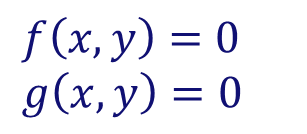 f(x, y) = 0
g(x, y) = 0